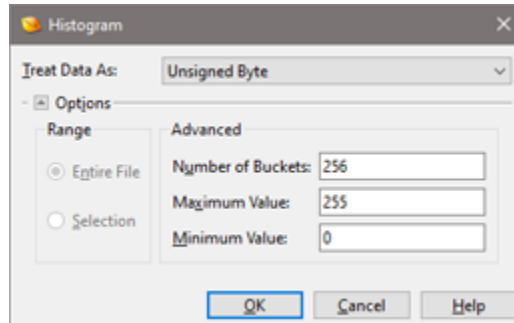 Histogram
Treat Data As: Unsigned Byte
Options
Range
Entire File
Selection
Advanced
Number of Buckets: 256
Maximum Value: 255
Minimum Value: 0
OK Cancel Help